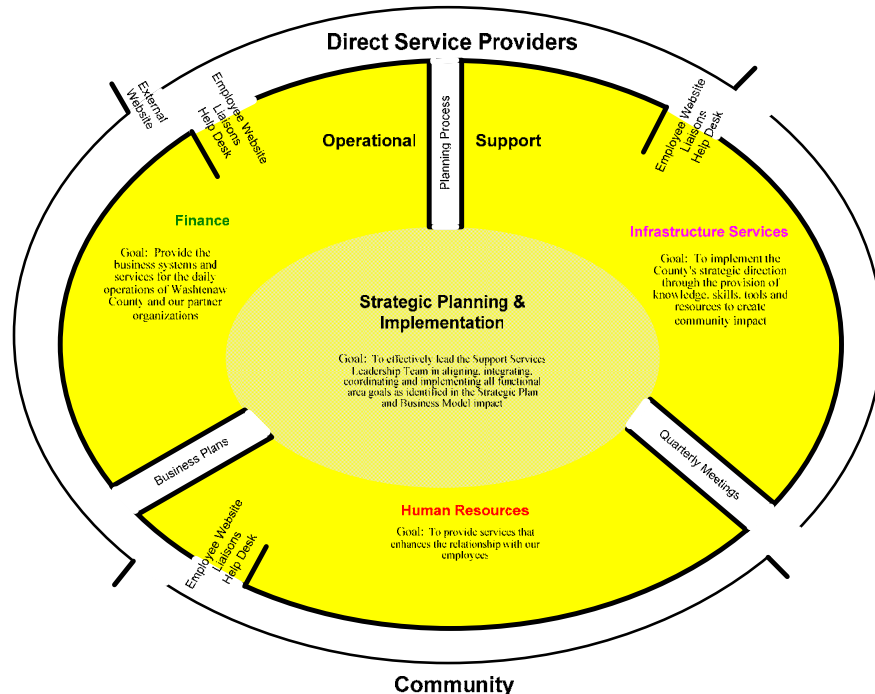 Direct Service Providers
External
Website
Employee Website
Liaisons
Help Desk
Operational
Planning Process
Support
Employee Website
Liaisons
Help Desk
Finance
Goal: Provide the
business systems and
services for the daily
operations of Washtenaw
County and our partner
organizations
Infrastructure Services
Goal: To implement the
County's strategic direction
through the provision of
knowledge, skills, tools and
resources to create
community impact
Strategic Planning &
Implementation
Goal: To effectively lead the Support Services
Leadership Team in aligning, integrating,
coordinating and implementing all functional
area goals as identified in the Strategic Plan
and Business Model impact
Business Plans
Quarterly Meetings
Human Resources
Goal: To provide services that
enhances the relationship with our
employees
Employee Website
Liaisons
Help Desk
Community